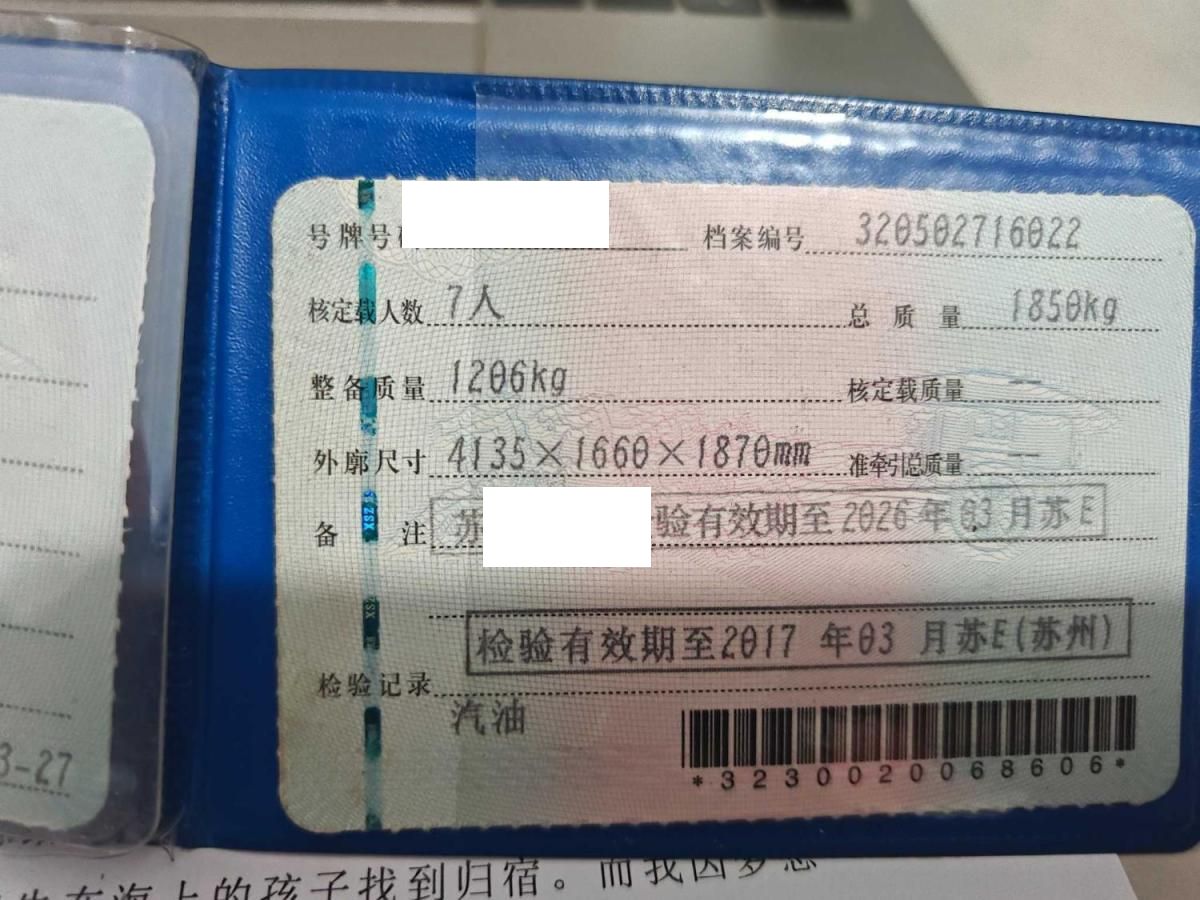 号牌号
档案编号 320502716022
核定载人数 7人
总质量 1850kg
整备质量 1206kg
核定载质量 --
外廓尺寸 4135×1660×1870mm
准牵引总质量 --
备注 苏 验有效期至2026年03月苏E
检验有效期至2017 年03 月苏E(苏州)
检验记录
汽油
*3230020068606*
3-27
XSZ
XSZ
在海上的孩子找到归宿。而我因梦想